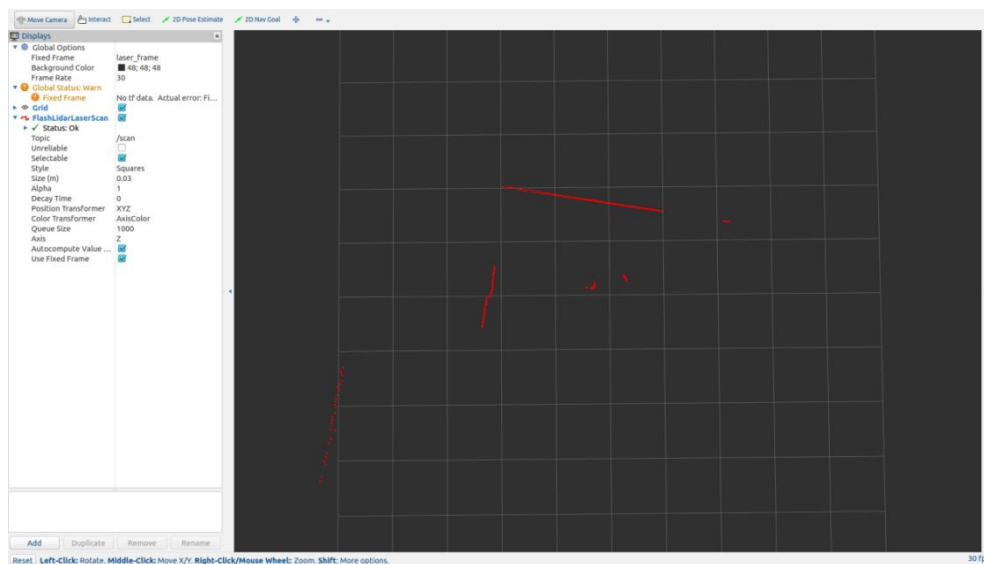 Move Camera Interact Select 2D Pose Estimate 2D Nav Goal
Displays
Global Options
Fixed Frame laser_frame
Background Color 48; 48; 48
Frame Rate 30
Global Status: Warn
Fixed Frame No tf data. Actual error: Fi...
Grid
FlashLidarLaserScan
Status: Ok
Topic /scan
Unreliable
Selectable
Style Squares
Size (m) 0.03
Alpha 1
Decay Time 0
Position Transformer XYZ
Color Transformer AxisColor
Queue Size 1000
Axis Z
Autocompute Value ...
Use Fixed Frame
Add Duplicate Remove Rename
Reset Left-Click: Rotate. Middle-Click: Move X/Y. Right-Click/Mouse Wheel: Zoom. Shift: More options. 30